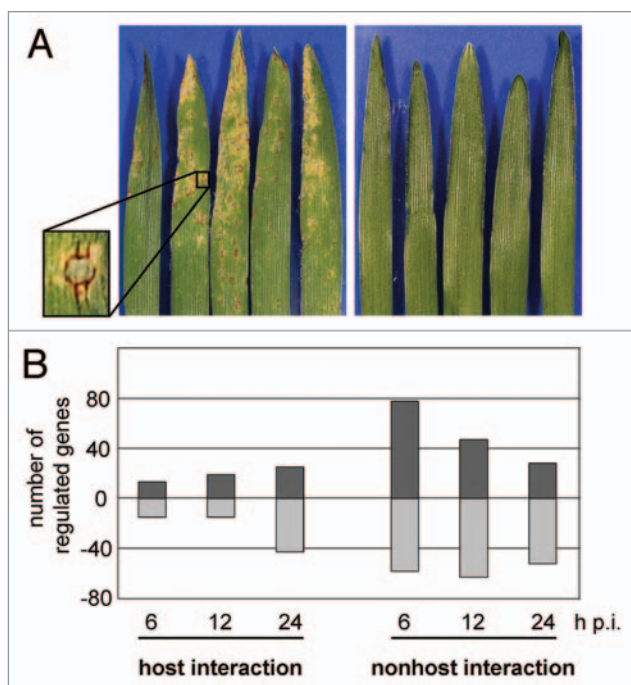 A
B
number of
regulated genes
80
40
0
-40
-80
6 12 24 6 12 24 h p.i.
host interaction nonhost interaction